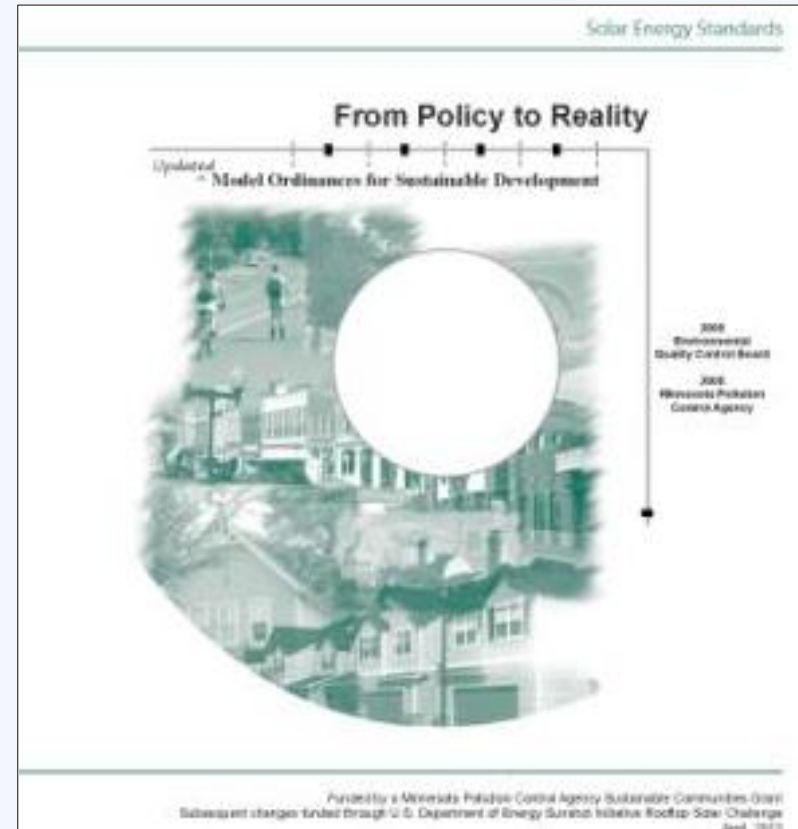 Solar Energy Standards
From Policy to Reality
Updated
^ Model Ordinances for Sustainable Development
Environmental
Quality Control Board
Minnesota Pollution
Control Agency
Funded by a Minnesota Pollution Control Agency Sustainable Communities Grant
Subsequent changes funded through U.S. Department of Energy SunShot Initiative Rooftop Solar Challenge